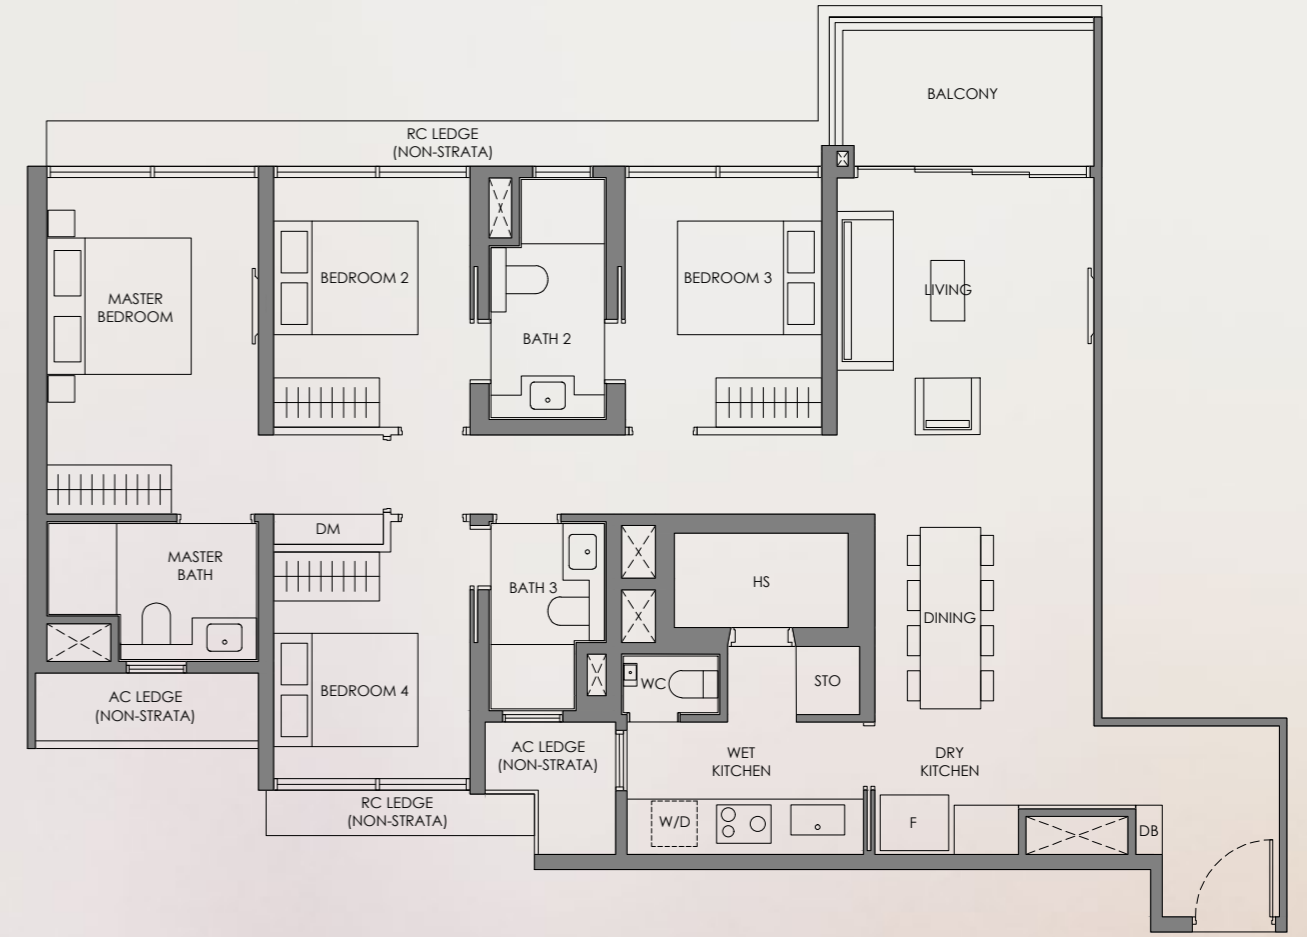 BALCONY
RC LEDGE
(NON-STRATA)
MASTER
BEDROOM
BEDROOM 2
BATH 2
BEDROOM 3
LIVING
DM
MASTER
BATH
BATH 3
HS
DINING
AC LEDGE
(NON-STRATA)
BEDROOM 4
WC
STO
AC LEDGE
(NON-STRATA)
WET
KITCHEN
DRY
KITCHEN
RC LEDGE
(NON-STRATA)
W/D
F
DB